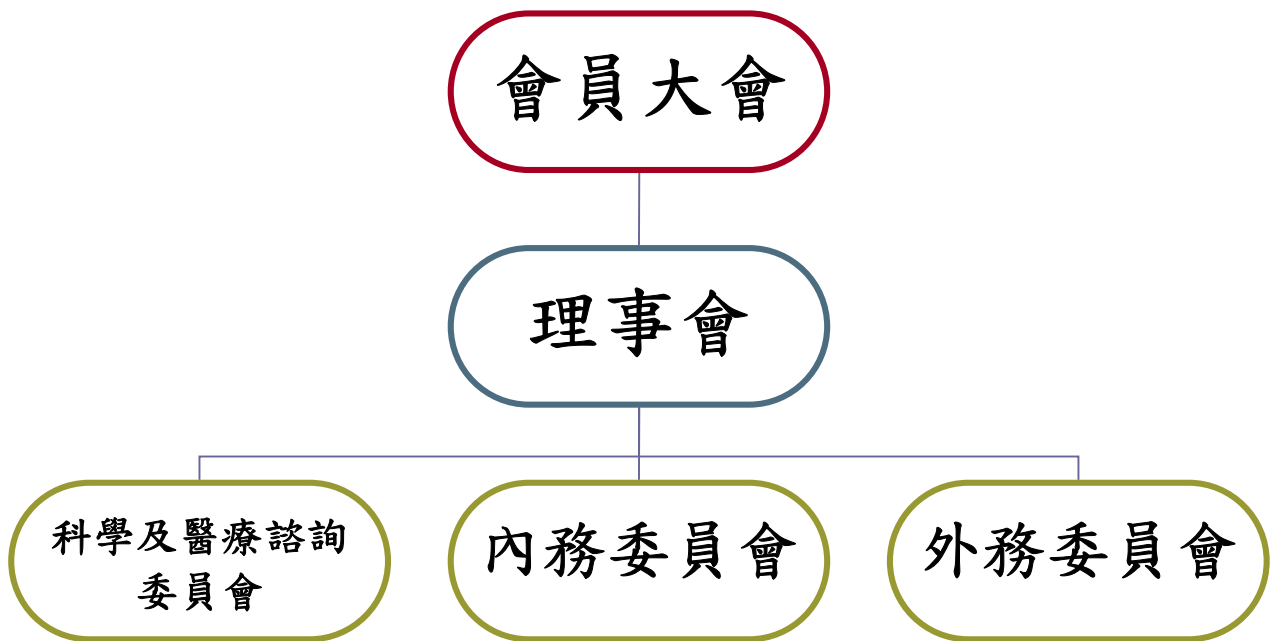 會員大會
理事會
科學及醫療諮詢
委員會
內務委員會
外務委員會